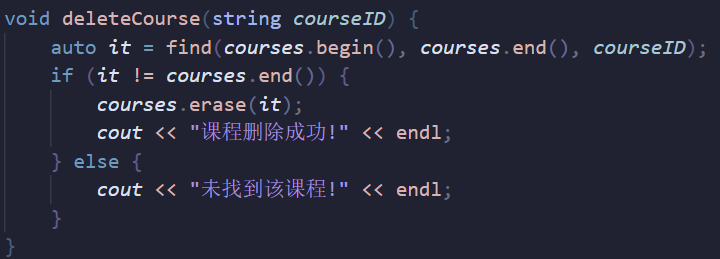 void deleteCourse(string courseID) {
    auto it = find(courses.begin(), courses.end(), courseID);
    if (it != courses.end()) {
        courses.erase(it);
        cout << "课程删除成功!" << endl;
    } else {
        cout << "未找到该课程!" << endl;
    }
}